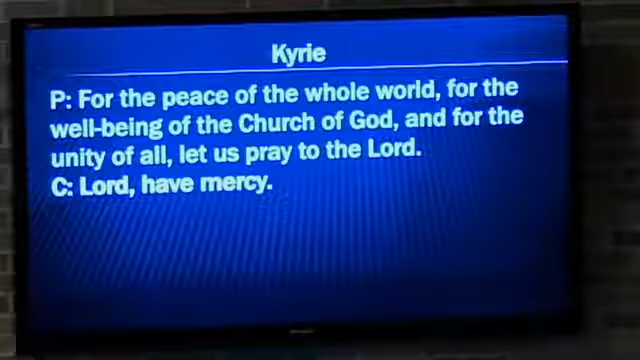 Kyrie
P: For the peace of the whole world, for the
well-being of the Church of God, and for the
unity of all, let us pray to the Lord.
C: Lord, have mercy.